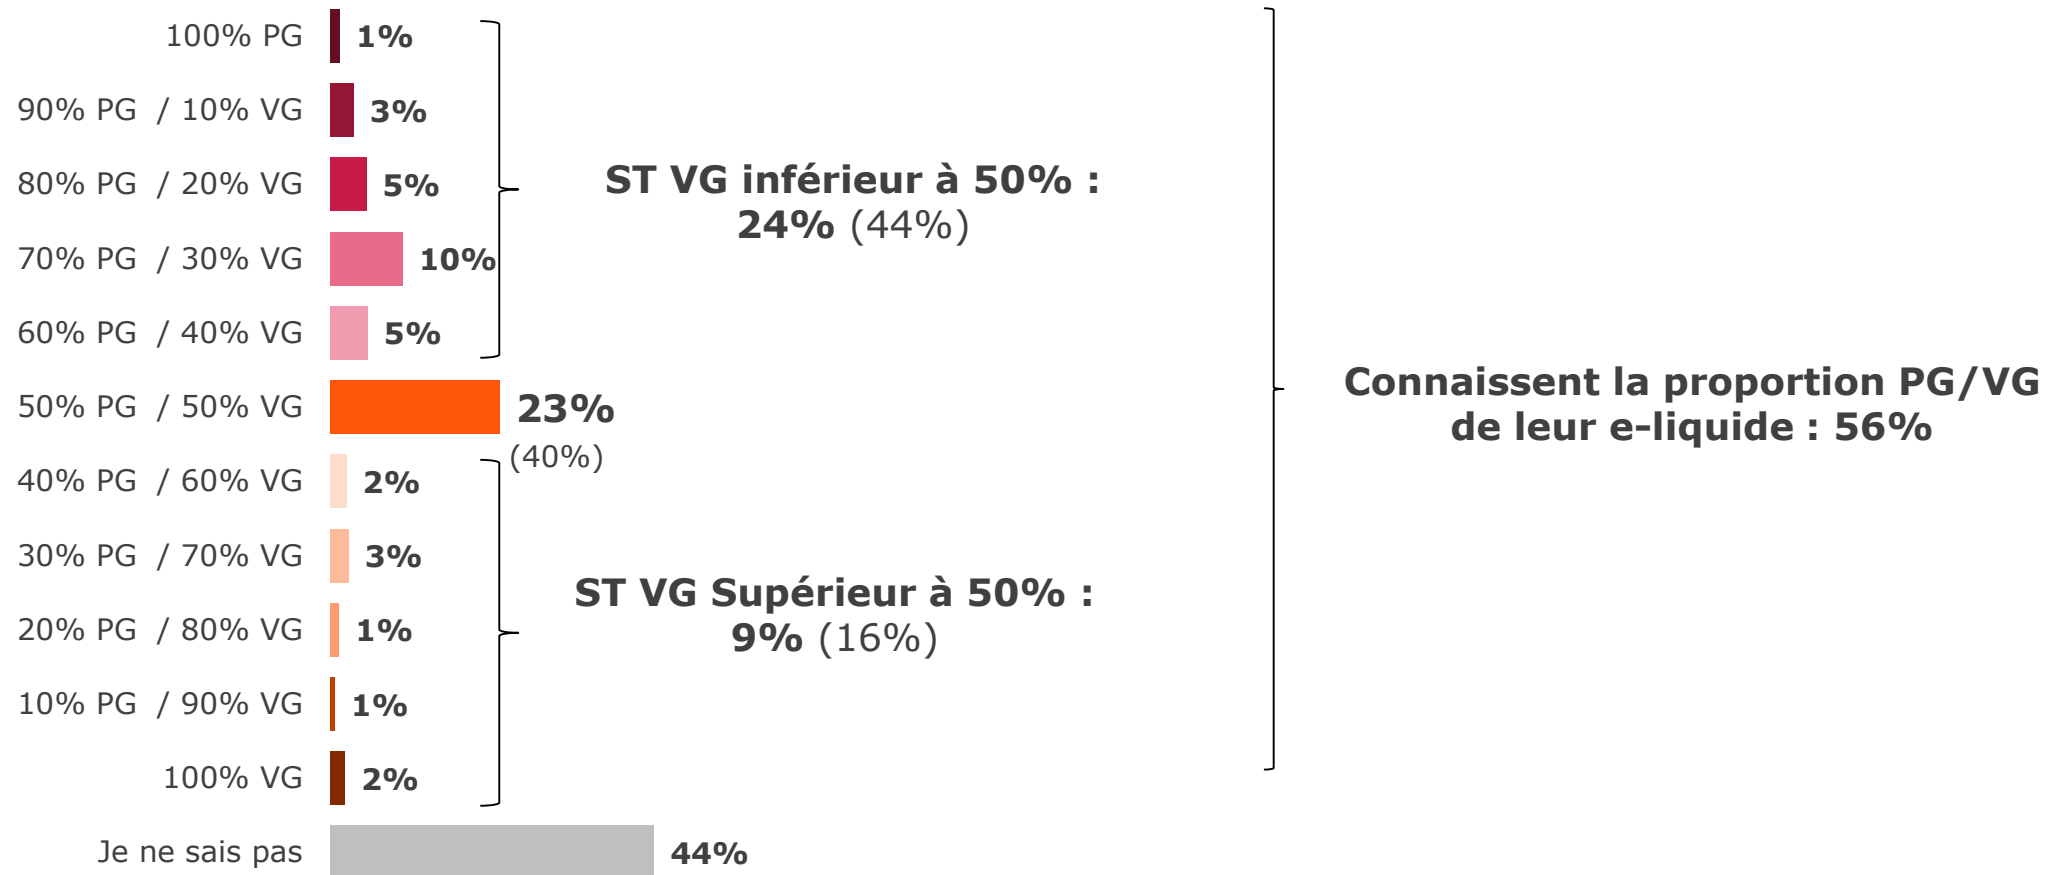 100% PG 1%
90% PG / 10% VG 3%
80% PG / 20% VG 5%
70% PG / 30% VG 10%
60% PG / 40% VG 5%
ST VG inférieur à 50% :
24% (44%)
50% PG / 50% VG 23%
(40%)
40% PG / 60% VG 2%
30% PG / 70% VG 3%
20% PG / 80% VG 1%
10% PG / 90% VG 1%
100% VG 2%
ST VG Supérieur à 50% :
9% (16%)
Je ne sais pas 44%
Connaissent la proportion PG/VG
de leur e-liquide : 56%